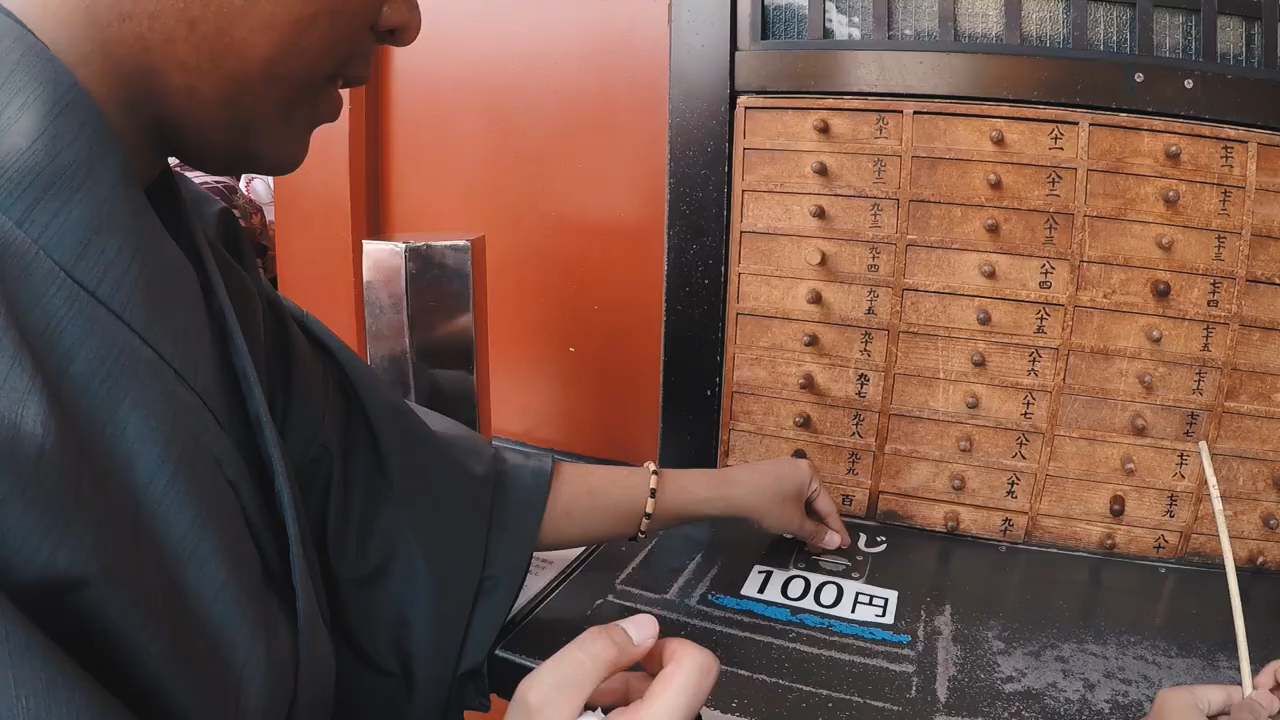 九十一
九十二
九十三
九十四
九十五
九十六
九十七
九十八
九十九
百
八十一
八十二
八十三
八十四
八十五
八十六
八十七
八十八
八十九
九十
七十一
七十二
七十三
七十四
七十五
七十六
七十七
七十八
七十九
八十
じ
100円